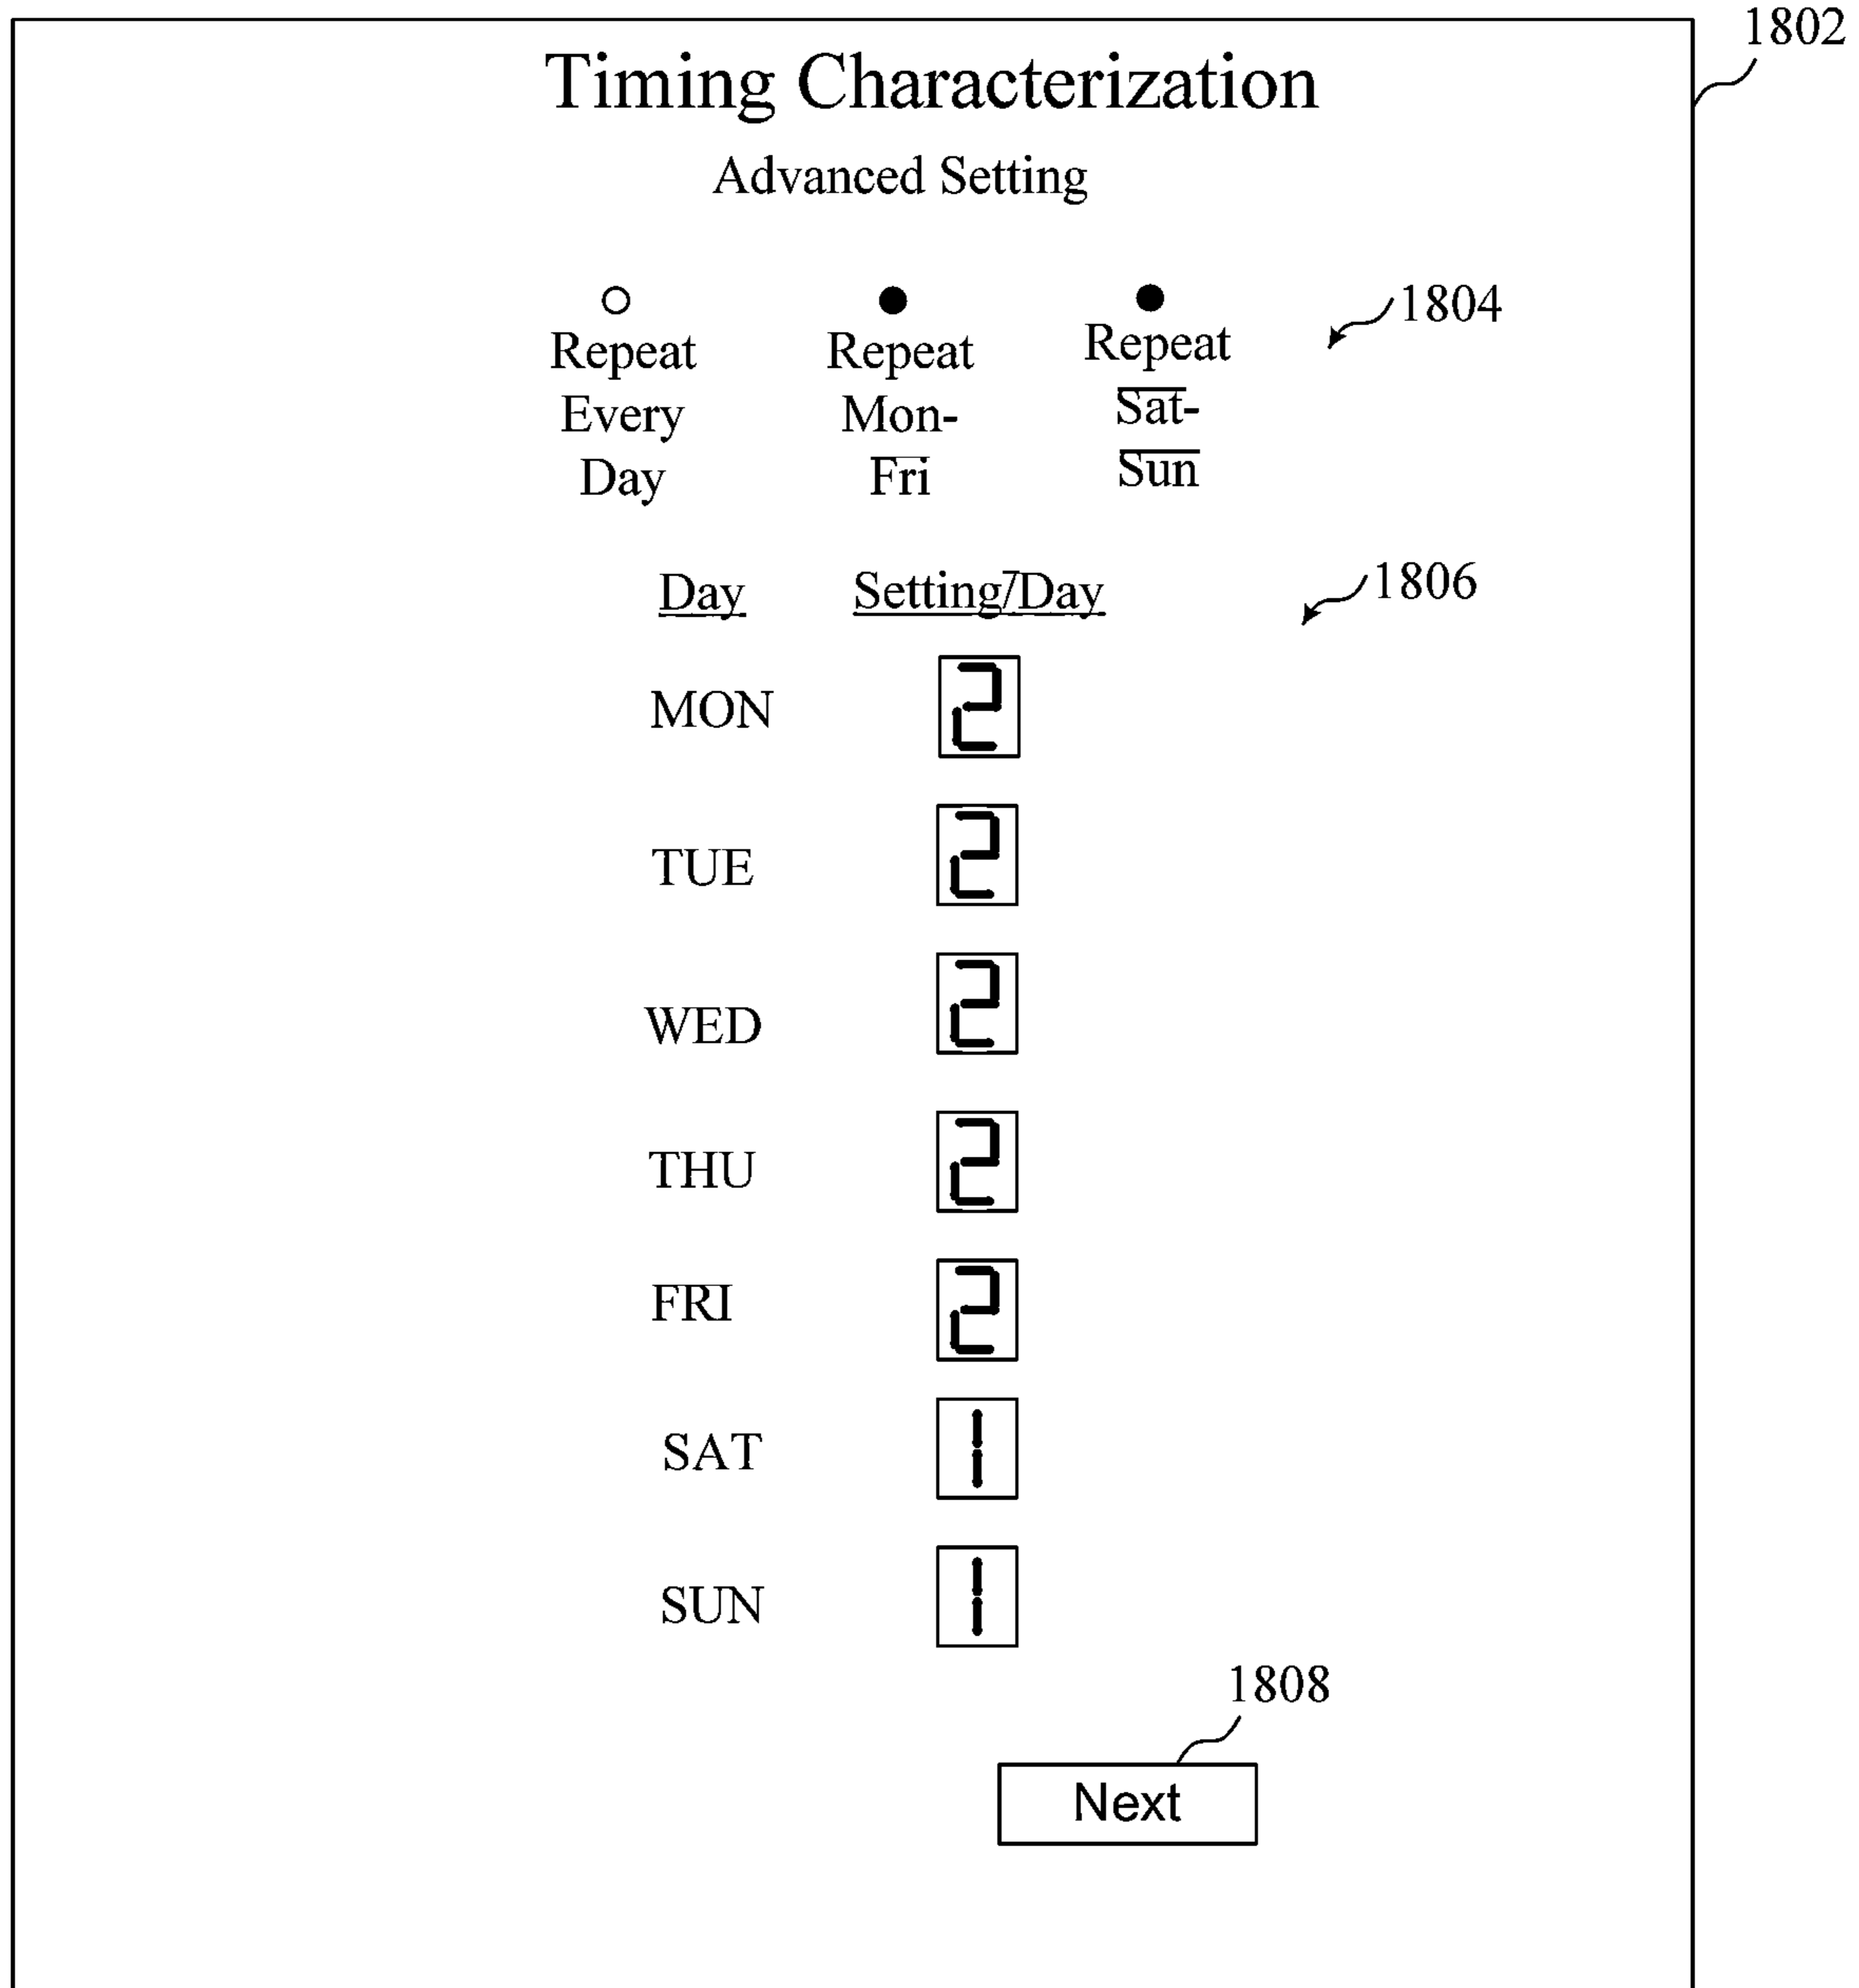 1802
Timing Characterization
Advanced Setting
Repeat
Every
Day
Repeat
Mon-
Fri
Repeat
Sat-
Sun
1804
Day Setting/Day
1806
MON 2
TUE 2
WED 2
THU 2
FRI 2
SAT 1
SUN 1
1808
Next